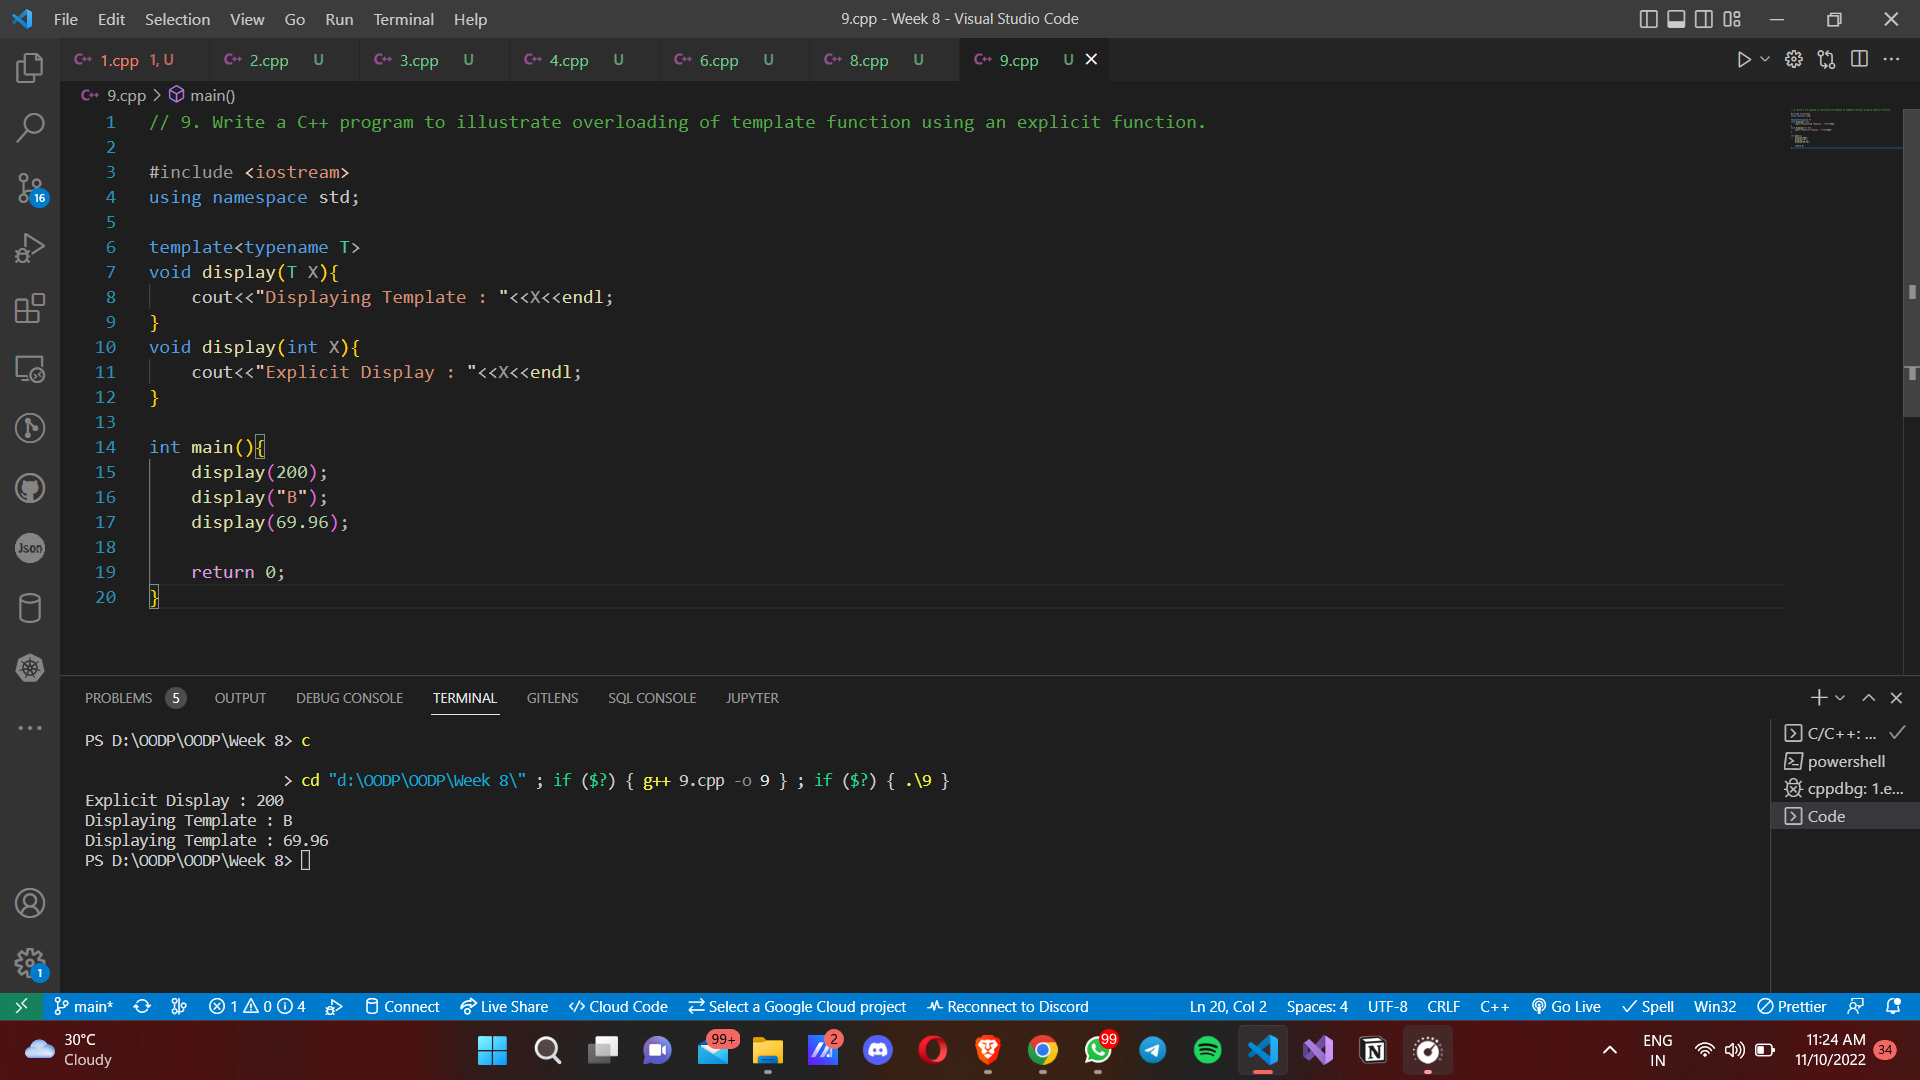 File Edit Selection View Go Run Terminal Help
9.cpp - Week 8 - Visual Studio Code
C++ 1.cpp 1, U
C++ 2.cpp U
C++ 3.cpp U
C++ 4.cpp U
C++ 6.cpp U
C++ 8.cpp U
C++ 9.cpp U
C++ 9.cpp > main()
1 // 9. Write a C++ program to illustrate overloading of template function using an explicit function.
2
3 #include <iostream>
4 using namespace std;
5
6 template<typename T>
7 void display(T X){
8 cout<<"Displaying Template : "<<X<<endl;
9 }
10 void display(int X){
11 cout<<"Explicit Display : "<<X<<endl;
12 }
13
14 int main(){
15 display(200);
16 display("B");
17 display(69.96);
18
19 return 0;
20 }
16
Json
1
PROBLEMS 5 OUTPUT DEBUG CONSOLE TERMINAL GITLENS SQL CONSOLE JUPYTER
PS D:\OODP\OODP\Week 8> c
> cd "d:\OODP\OODP\Week 8\" ; if ($?) { g++ 9.cpp -o 9 } ; if ($?) { .\9 }
Explicit Display : 200
Displaying Template : B
Displaying Template : 69.96
PS D:\OODP\OODP\Week 8>
C/C++: ...
powershell
cppdbg: 1.e...
Code
main* 1 0 4 Connect Live Share Cloud Code Select a Google Cloud project Reconnect to Discord
Ln 20, Col 2 Spaces: 4 UTF-8 CRLF C++ Go Live Spell Win32 Prettier
30°C
Cloudy
99+
2
99
ENG
IN
11:24 AM
11/10/2022
34